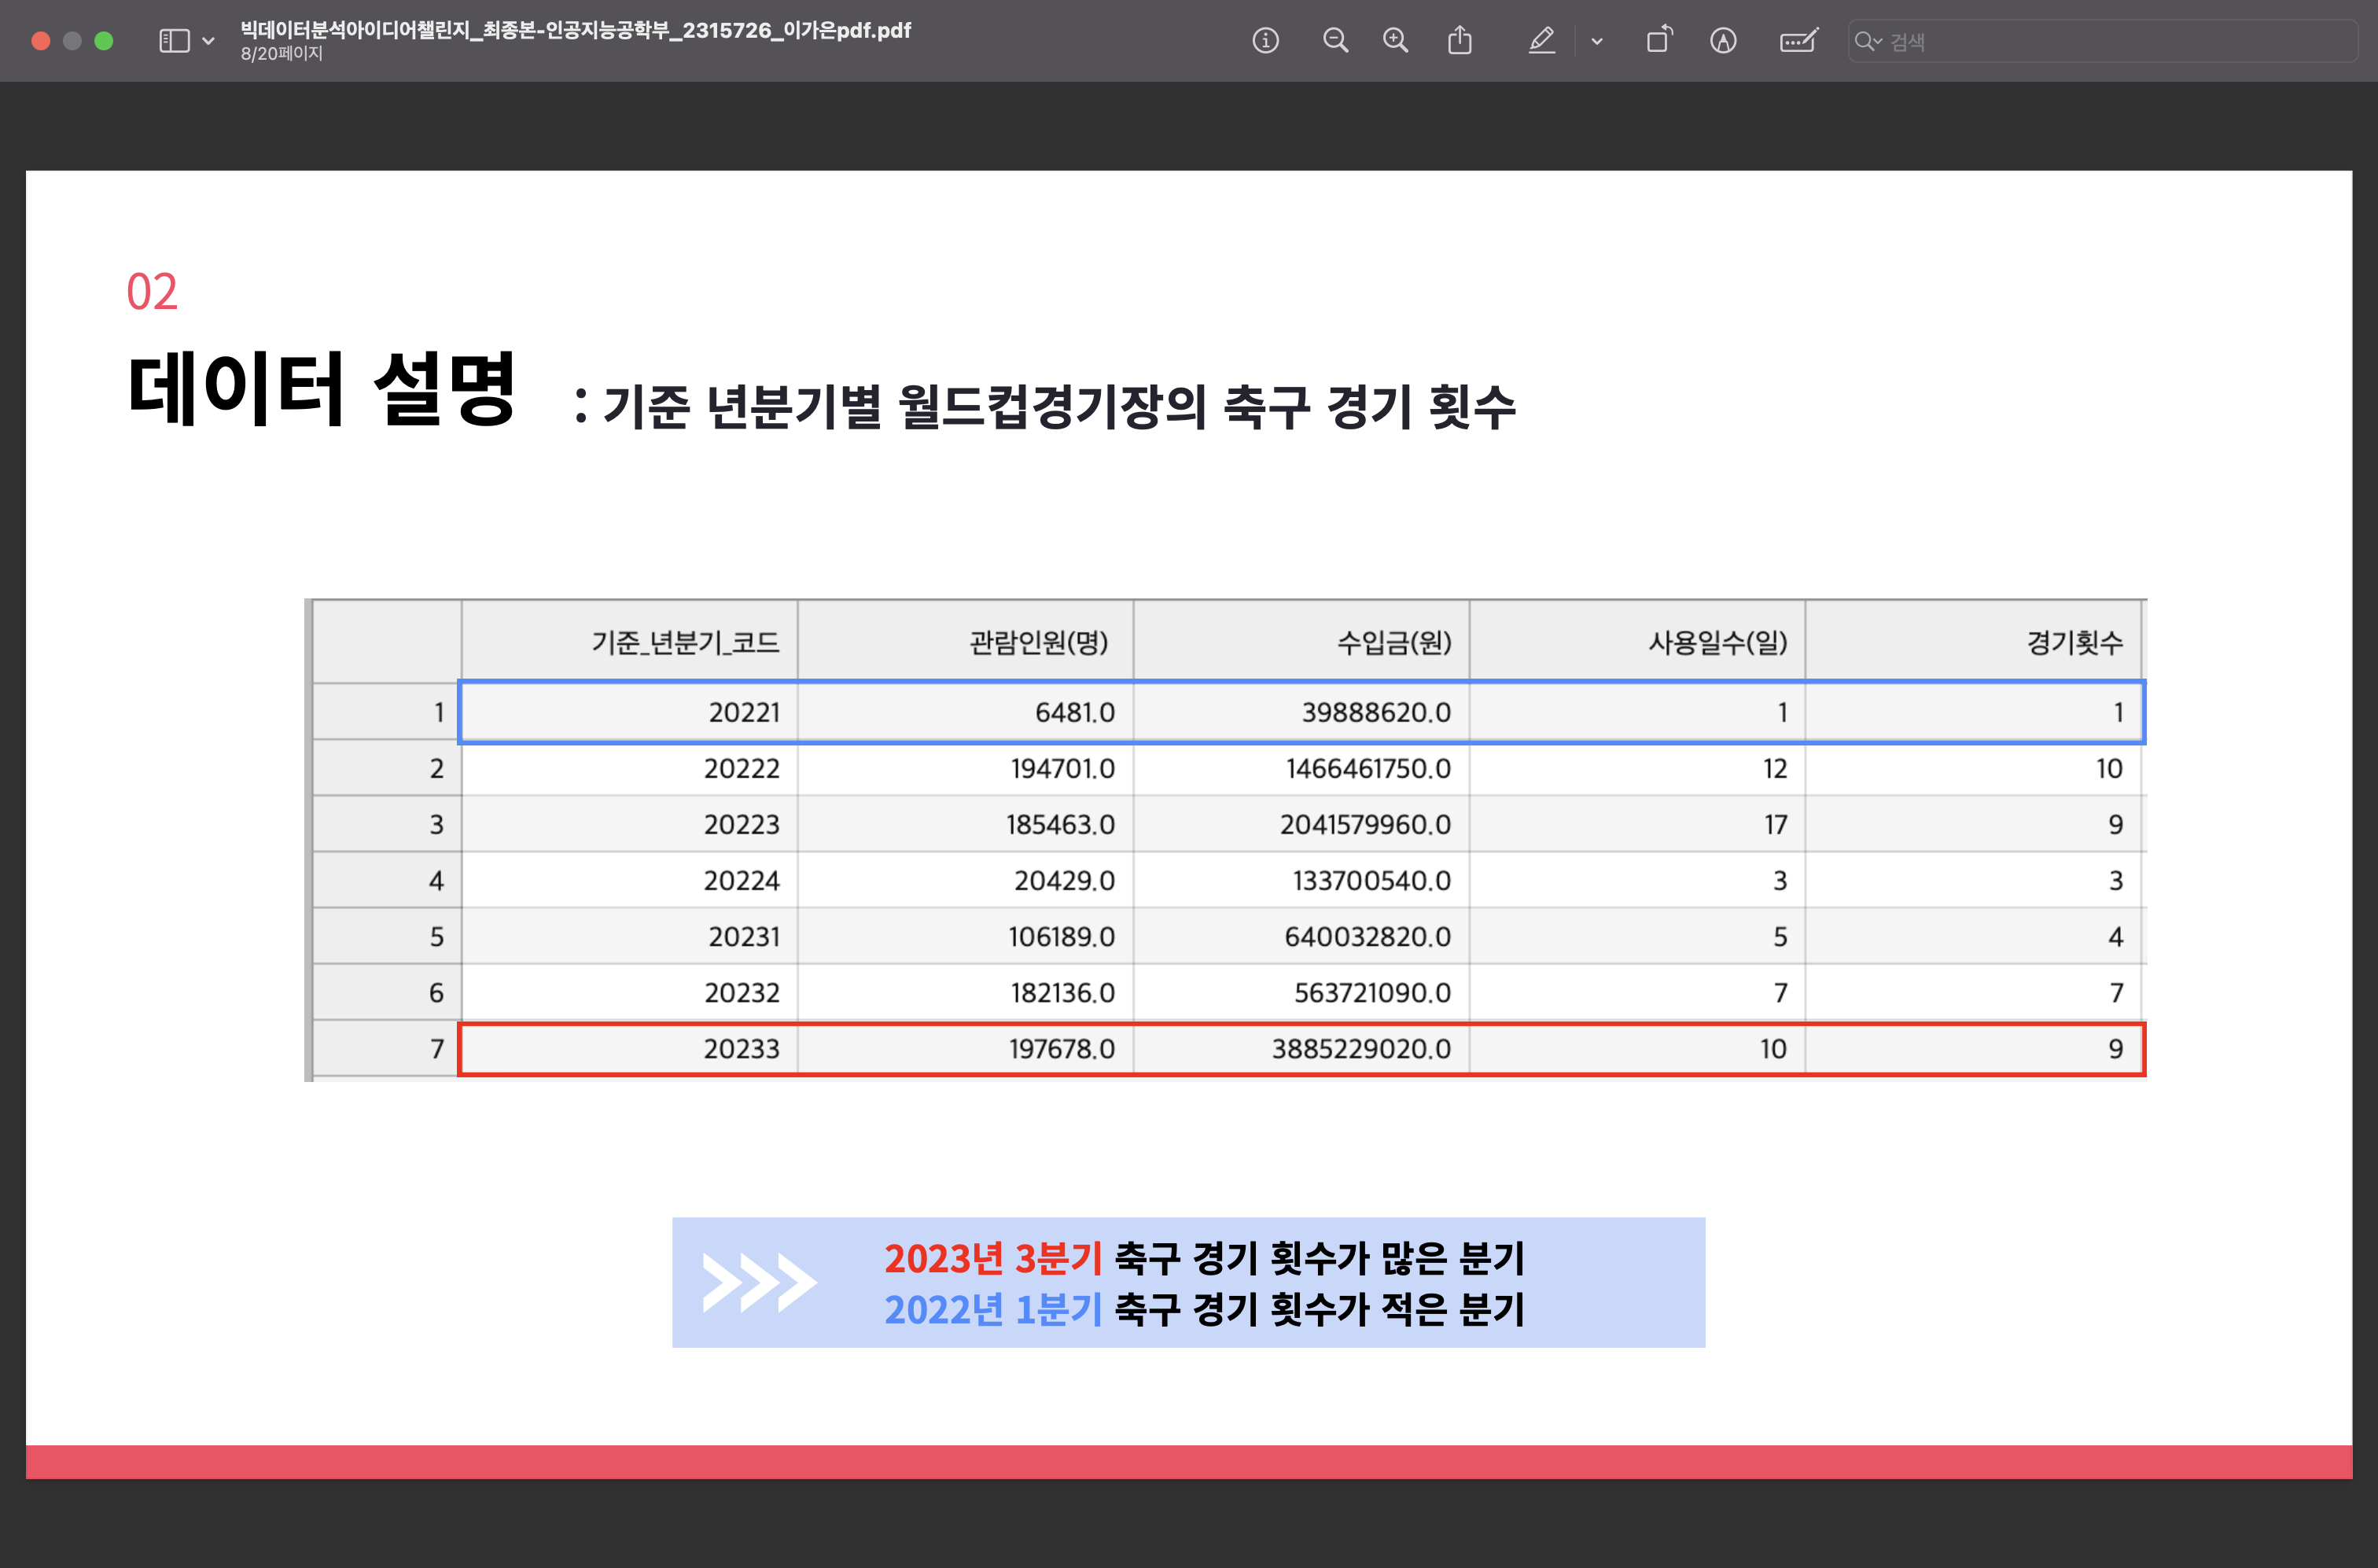 빅데이터분석아이디어챌린지_최종본-인공지능공학부_2315726_이가은pdf.pdf
8/20페이지
검색
02
데이터 설명 : 기준 년분기별 월드컵경기장의 축구 경기 횟수
기준_년분기_코드 관람인원(명) 수입금(원) 사용일수(일) 경기횟수
1 20221 6481.0 39888620.0 1 1
2 20222 194701.0 1466461750.0 12 10
3 20223 185463.0 2041579960.0 17 9
4 20224 20429.0 133700540.0 3 3
5 20231 106189.0 640032820.0 5 4
6 20232 182136.0 563721090.0 7 7
7 20233 197678.0 3885229020.0 10 9
2023년 3분기 축구 경기 횟수가 많은 분기
2022년 1분기 축구 경기 횟수가 적은 분기